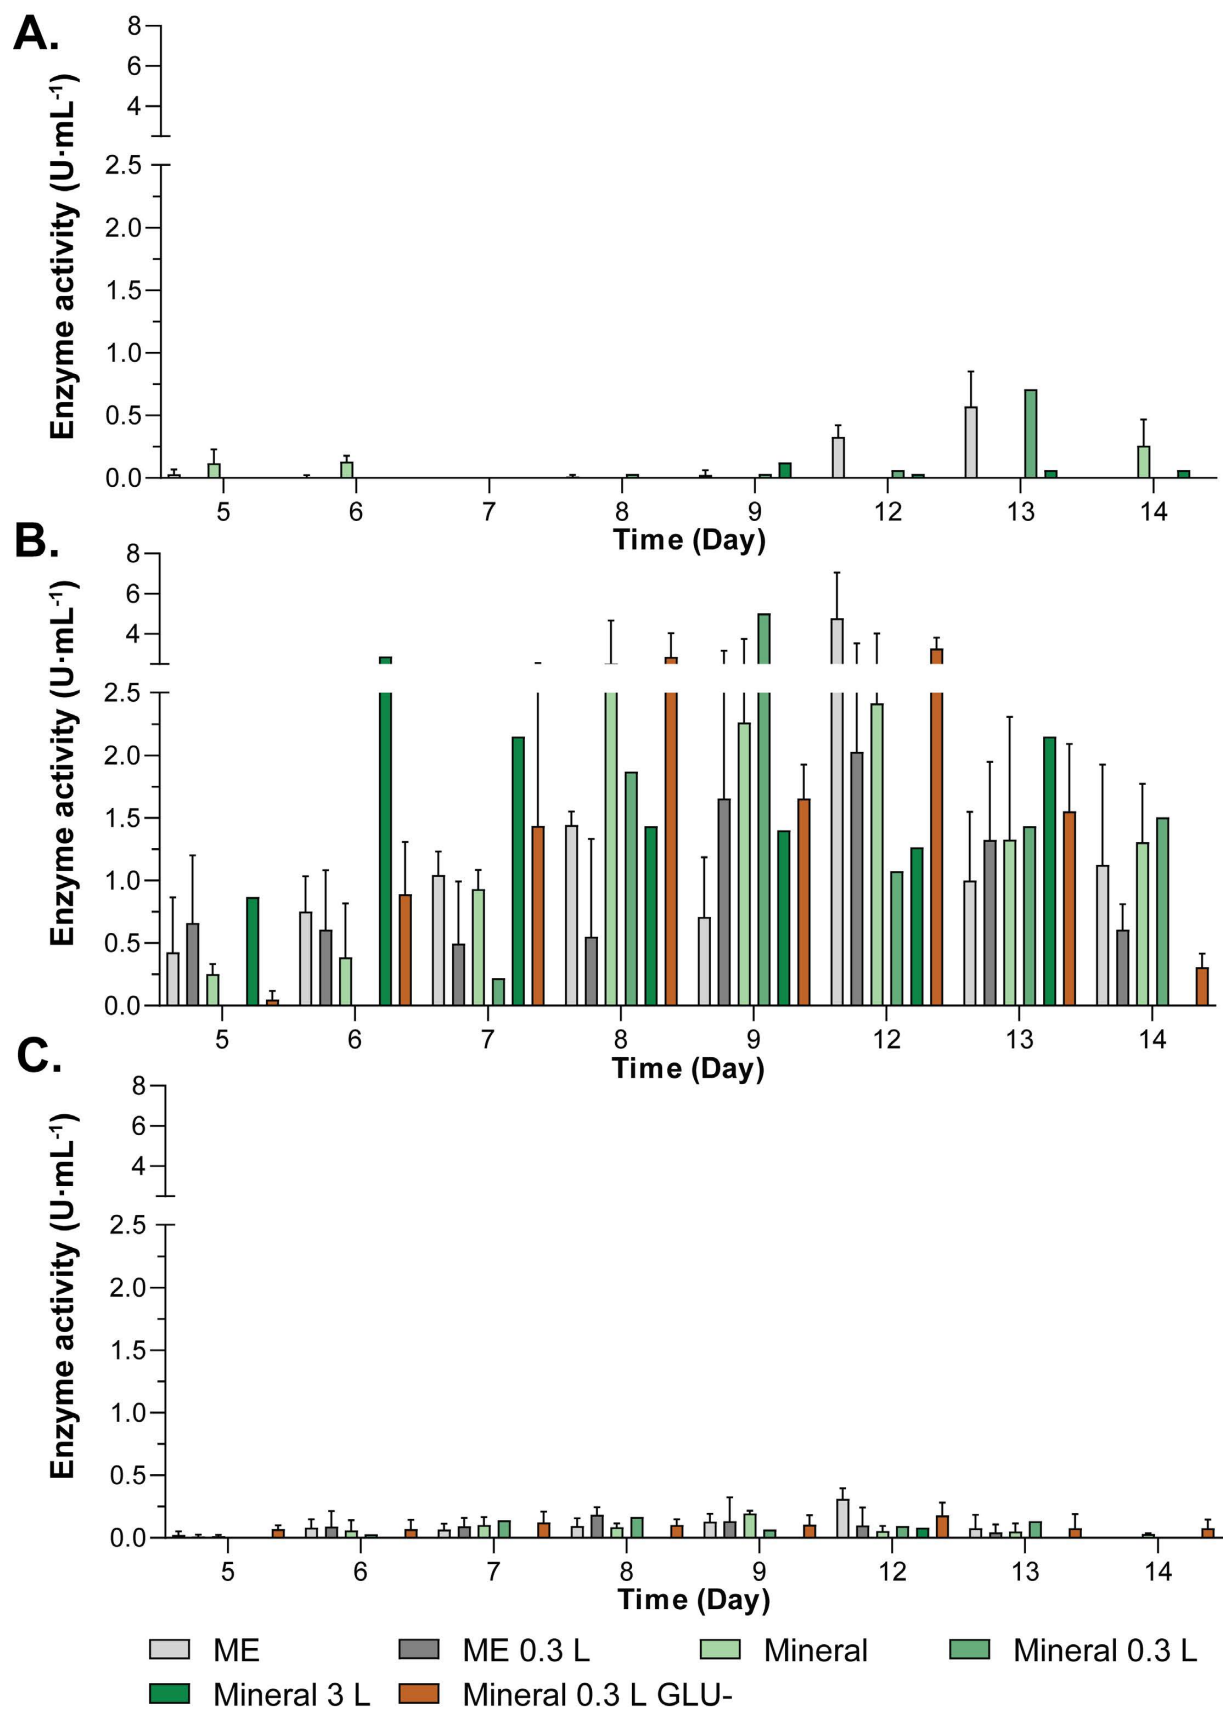 A.
Enzyme activity (U·mL⁻¹)
8
6
4
2.5
2.0
1.5
1.0
0.5
0.0
5 6 7 8 9 12 13 14
Time (Day)
B.
Enzyme activity (U·mL⁻¹)
8
6
4
2.5
2.0
1.5
1.0
0.5
0.0
5 6 7 8 9 12 13 14
Time (Day)
C.
Enzyme activity (U·mL⁻¹)
8
6
4
2.5
2.0
1.5
1.0
0.5
0.0
5 6 7 8 9 12 13 14
Time (Day)
ME ME 0.3 L Mineral Mineral 0.3 L
Mineral 3 L Mineral 0.3 L GLU-